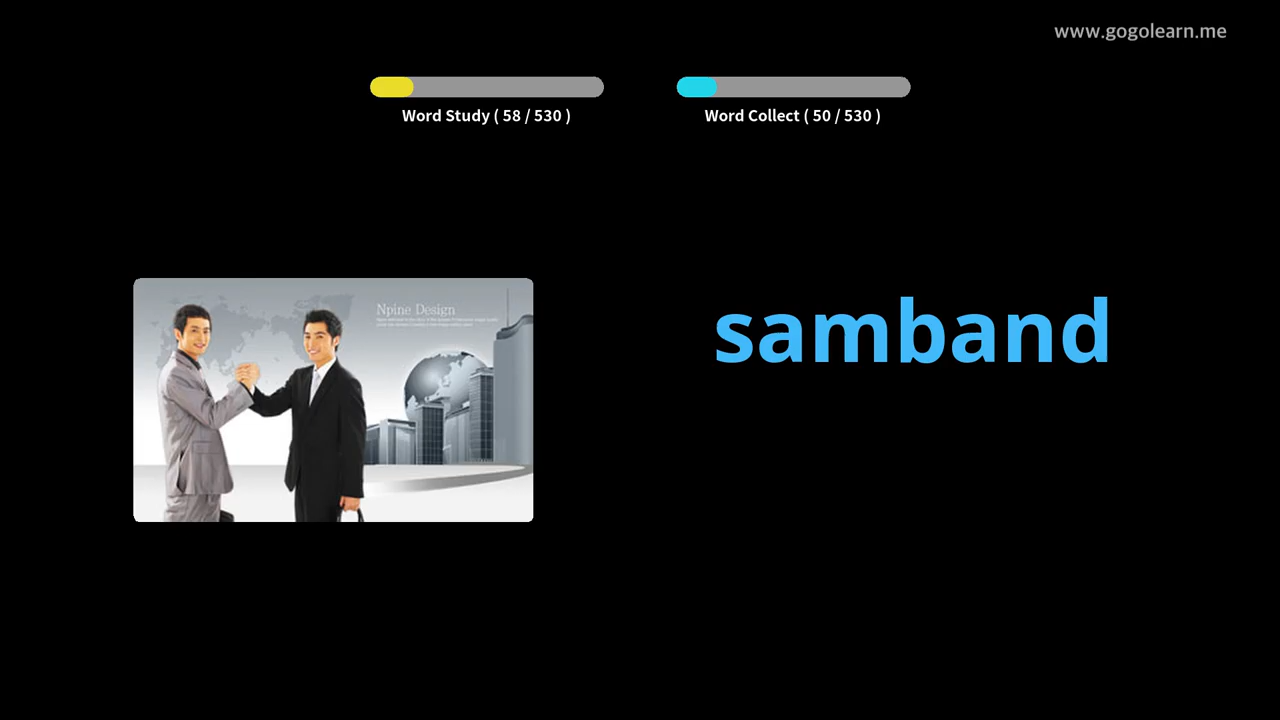 www.gogolearn.me
Word Study ( 58 / 530 )
Word Collect ( 50 / 530 )
Npine Design
samband